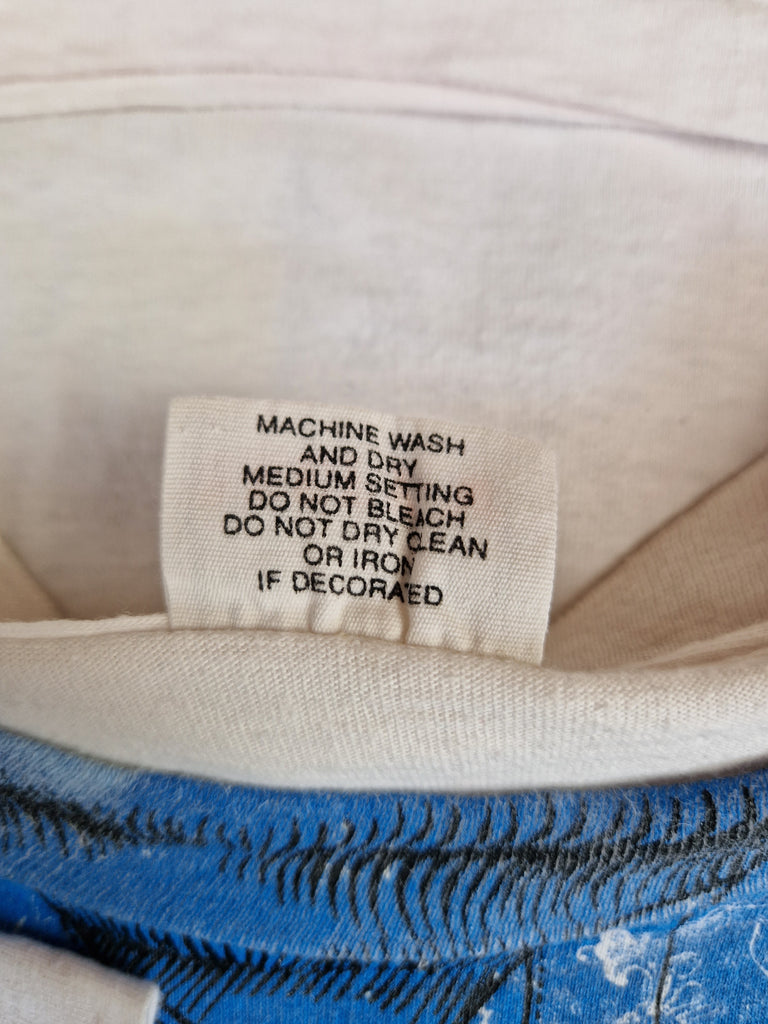 MACHINE WASH
AND DRY
MEDIUM SETTING
DO NOT BLEACH
DO NOT DRY CLEAN
OR IRON
IF DECORATED